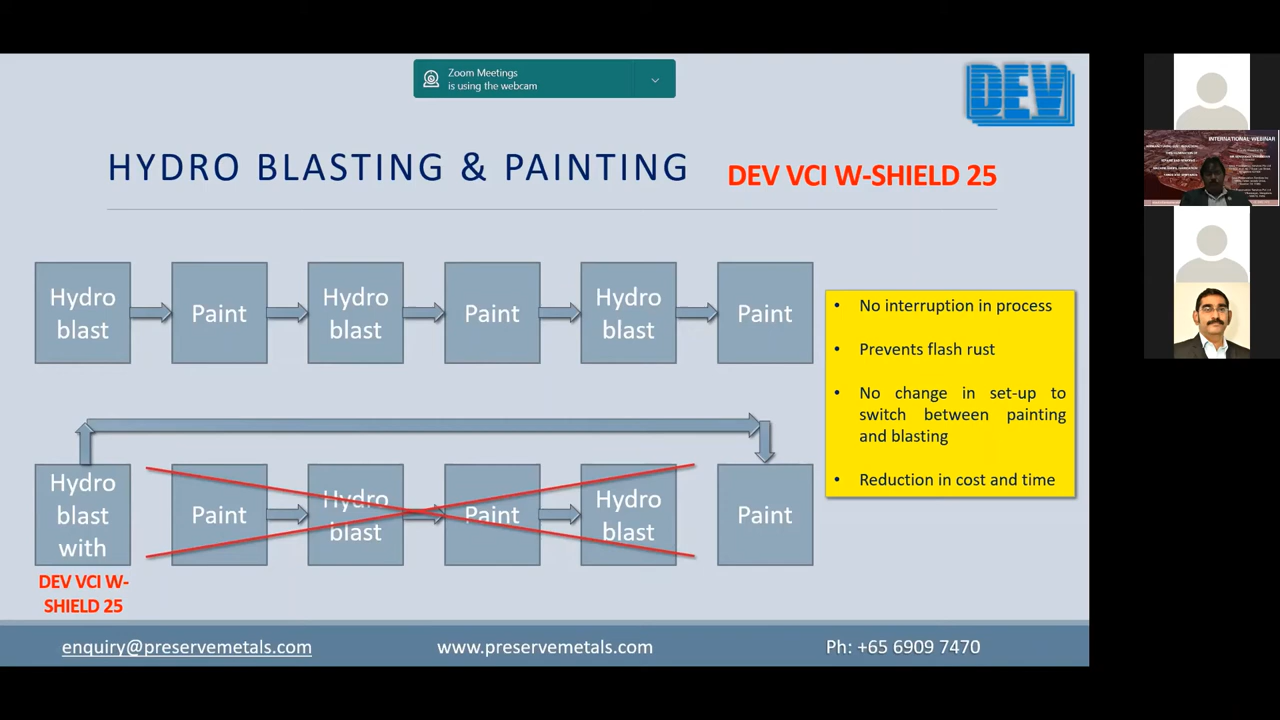 Zoom Meetings
is using the webcam
DEV
HYDRO BLASTING & PAINTING
DEV VCI W-SHIELD 25
Hydro
blast
Paint
Hydro
blast
Paint
Hydro
blast
Paint
Hydro
blast
with
Paint
Hydro
blast
Paint
Hydro
blast
Paint
DEV VCI W-
SHIELD 25
• No interruption in process
• Prevents flash rust
• No change in set-up to
switch between painting
and blasting
• Reduction in cost and time
enquiry@preservemetals.com
www.preservemetals.com
Ph: +65 6909 7470
INTERNATIONAL WEBINAR